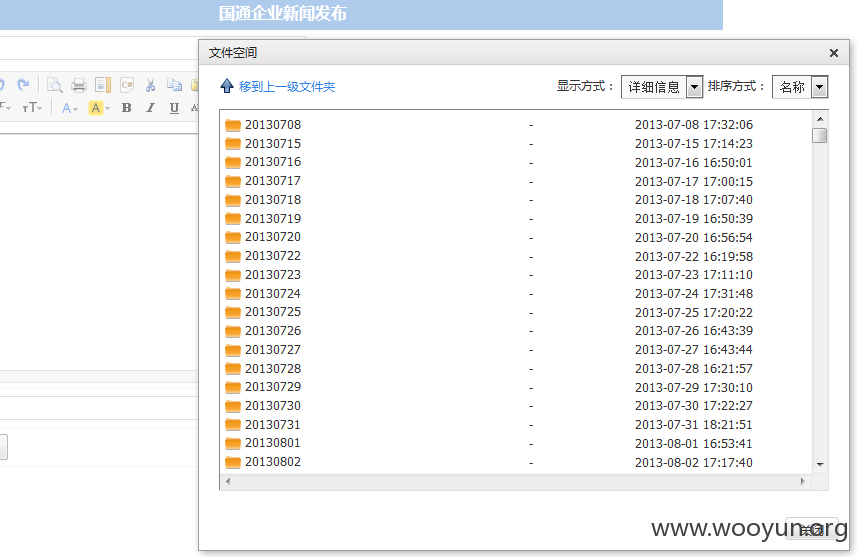 国通企业新闻发布
文件空间
移到上一级文件夹 显示方式： 详细信息 排序方式： 名称
20130708 - 2013-07-08 17:32:06
20130715 - 2013-07-15 17:14:23
20130716 - 2013-07-16 16:50:01
20130717 - 2013-07-17 17:00:15
20130718 - 2013-07-18 17:07:40
20130719 - 2013-07-19 16:50:39
20130720 - 2013-07-20 16:56:54
20130722 - 2013-07-22 16:19:58
20130723 - 2013-07-23 17:11:10
20130724 - 2013-07-24 17:31:48
20130725 - 2013-07-25 17:20:22
20130726 - 2013-07-26 16:43:39
20130727 - 2013-07-27 16:43:44
20130728 - 2013-07-28 16:21:57
20130729 - 2013-07-29 17:30:10
20130730 - 2013-07-30 17:22:27
20130731 - 2013-07-31 18:21:51
20130801 - 2013-08-01 16:53:41
20130802 - 2013-08-02 17:17:40
www.wooyun.org